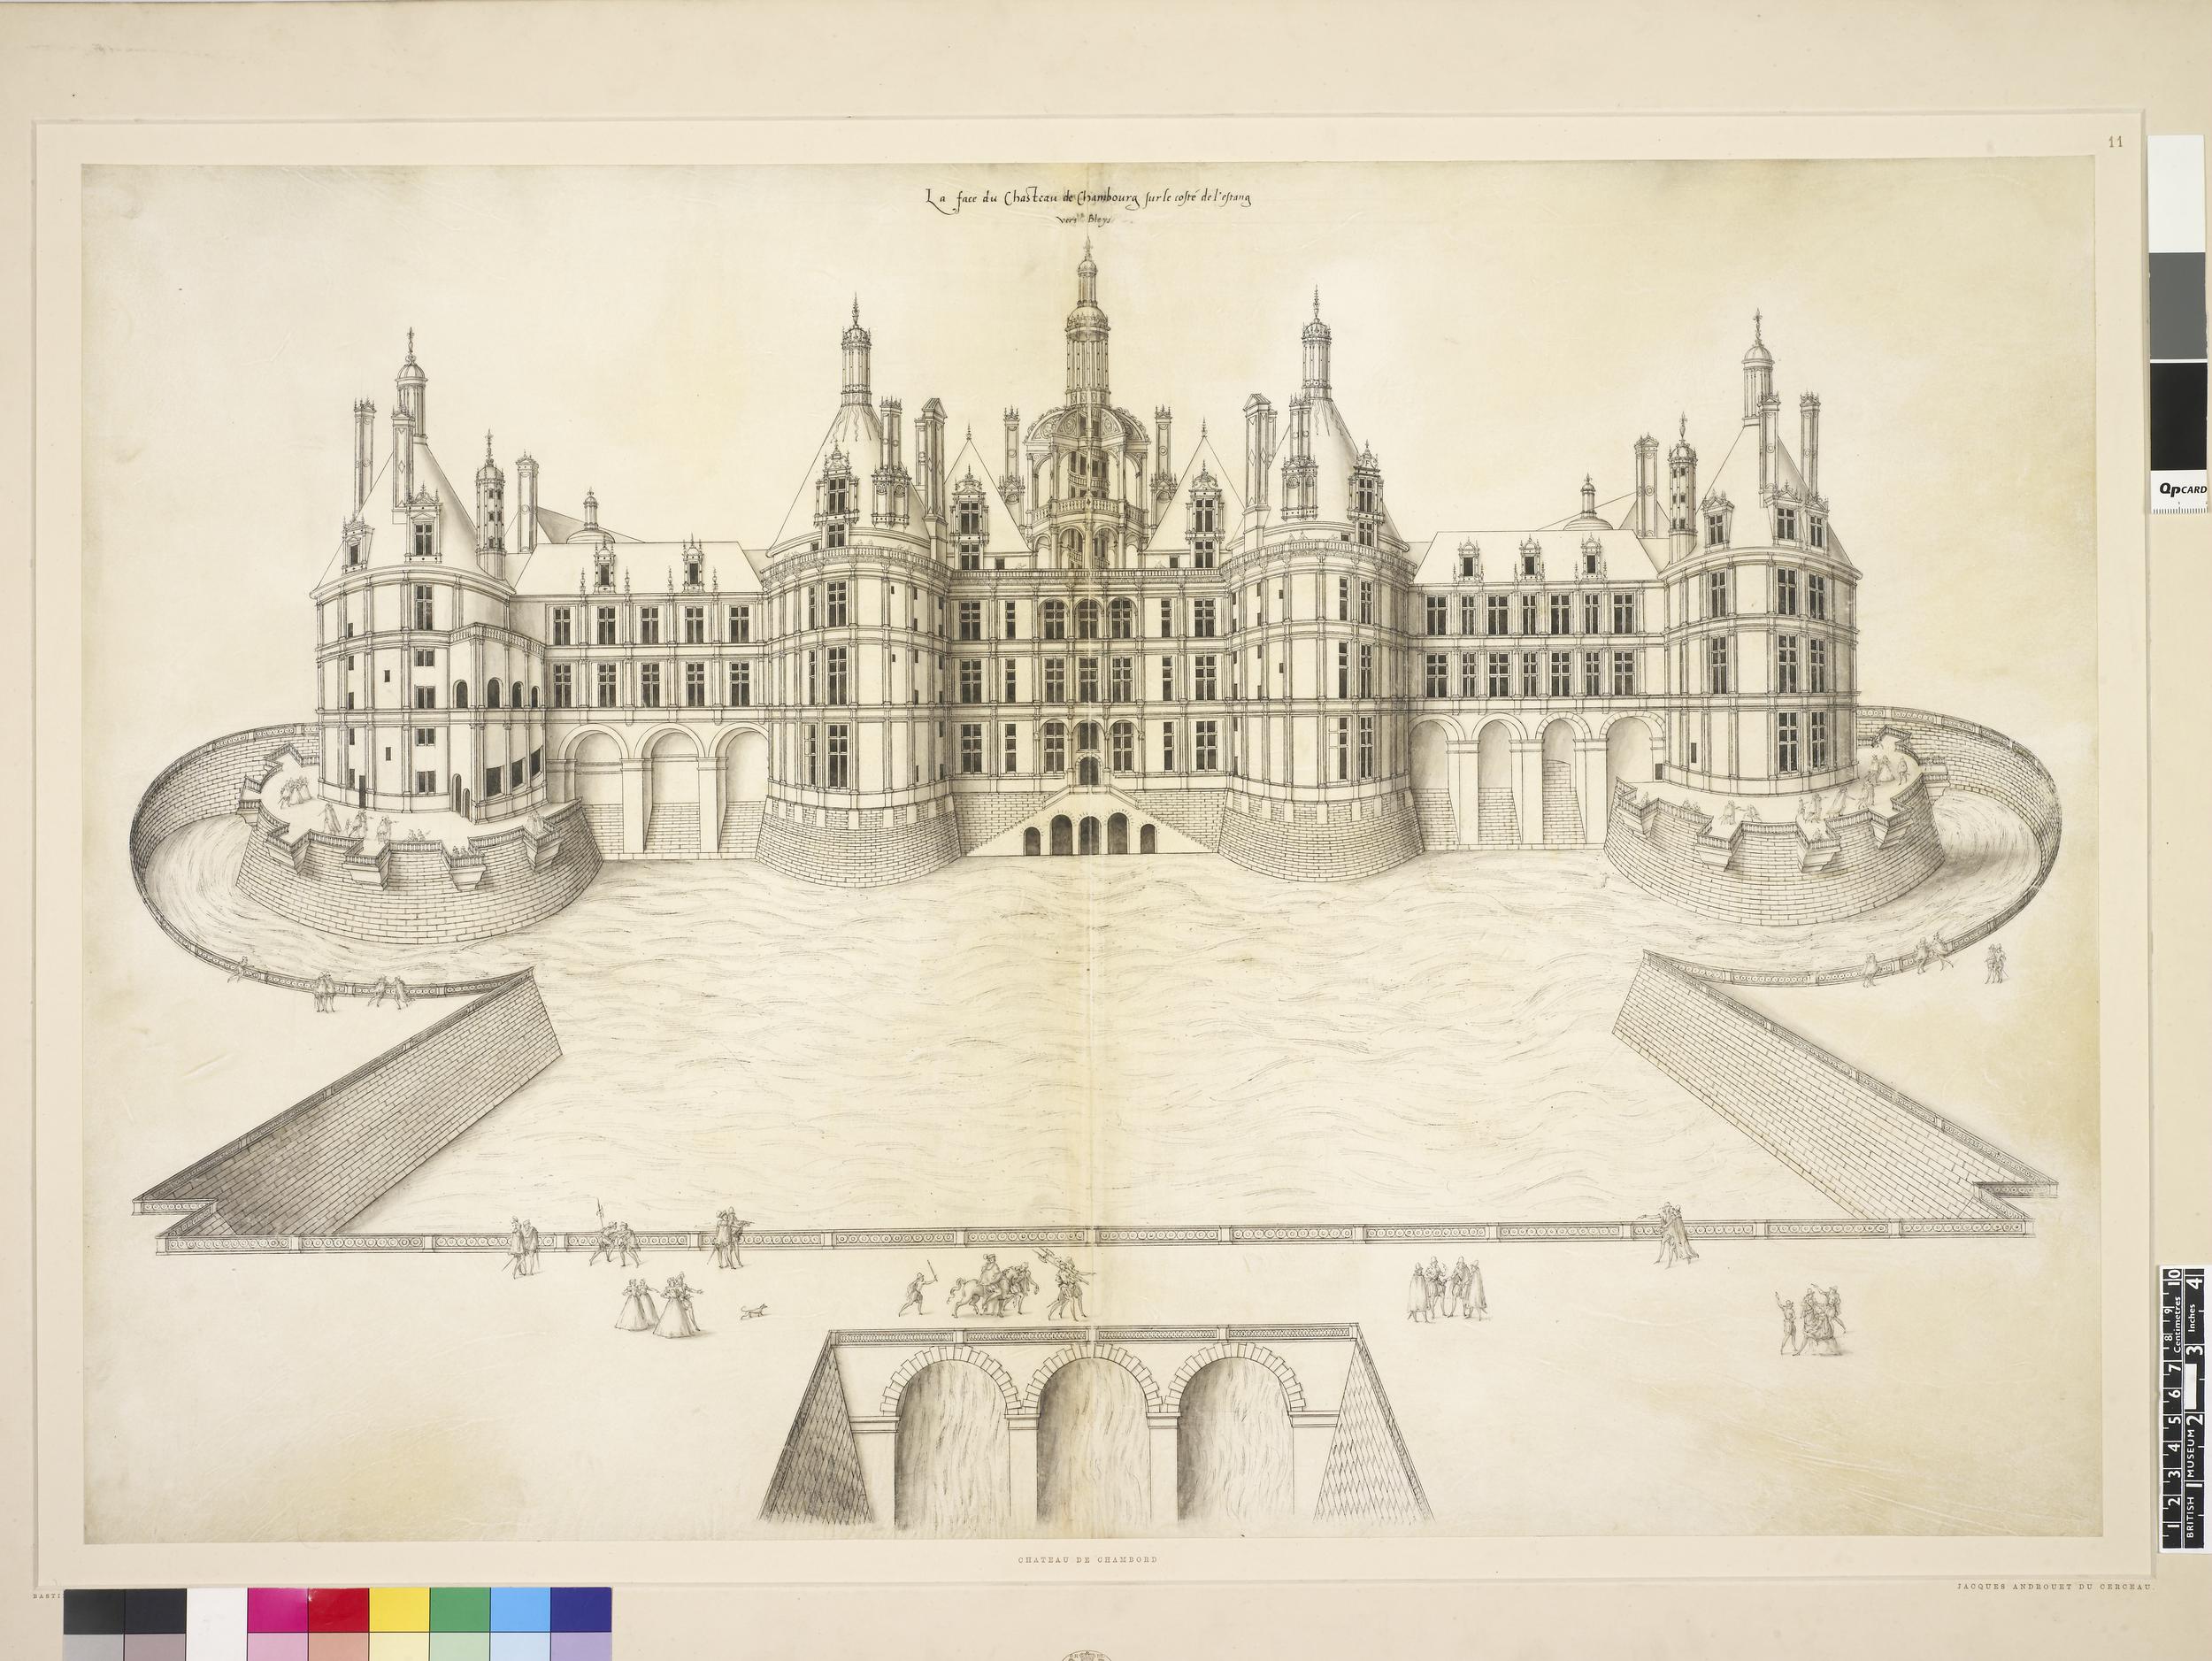 11
La face du Chasteau de Chambourg sur le costé de l'estang
vers Bloys
QpCARD
CHATEAU DE CHAMBORD
JACQUES ANDROUET DU CERCEAU.
BASTI
1 2 3 4 5 6 7 8 9 10
Centimetres
BRITISH MUSEUM
1 2 3 4
Inches